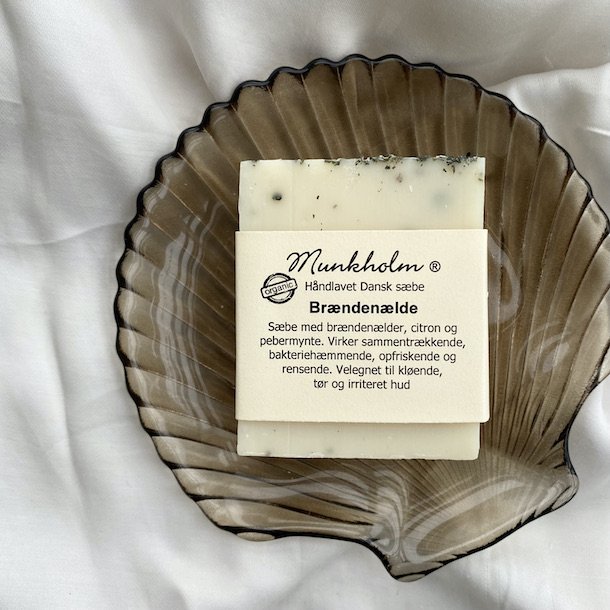 Munkholm ®
organic
Håndlavet Dansk sæbe
Brændenælde
Sæbe med brændenælder, citron og
pebermynte. Virker sammentrækkende,
bakteriehæmmende, opfriskende og
rensende. Velegnet til kløende,
tør og irriteret hud